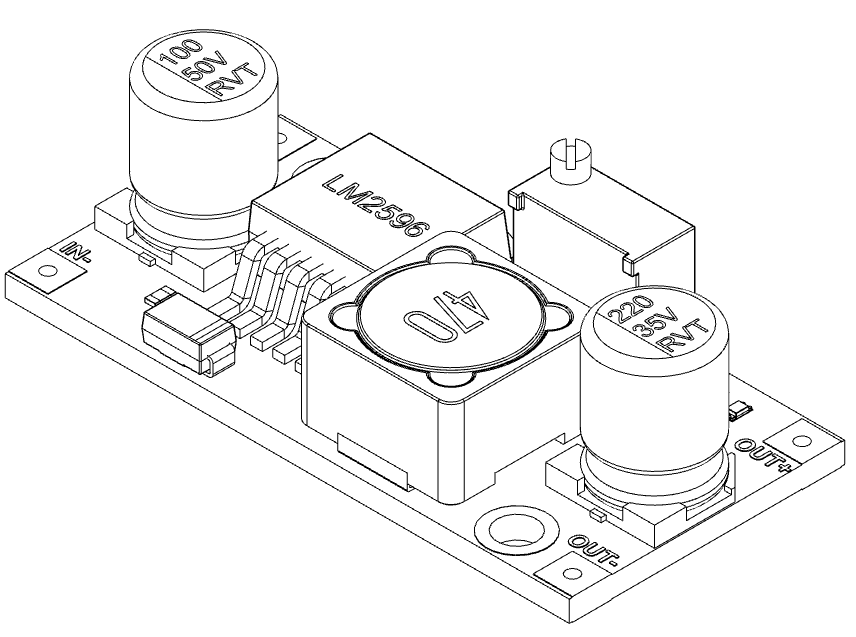 100
50V
RVT
LM2596
IN-
470
220
35V
RVT
OUT+
OUT-